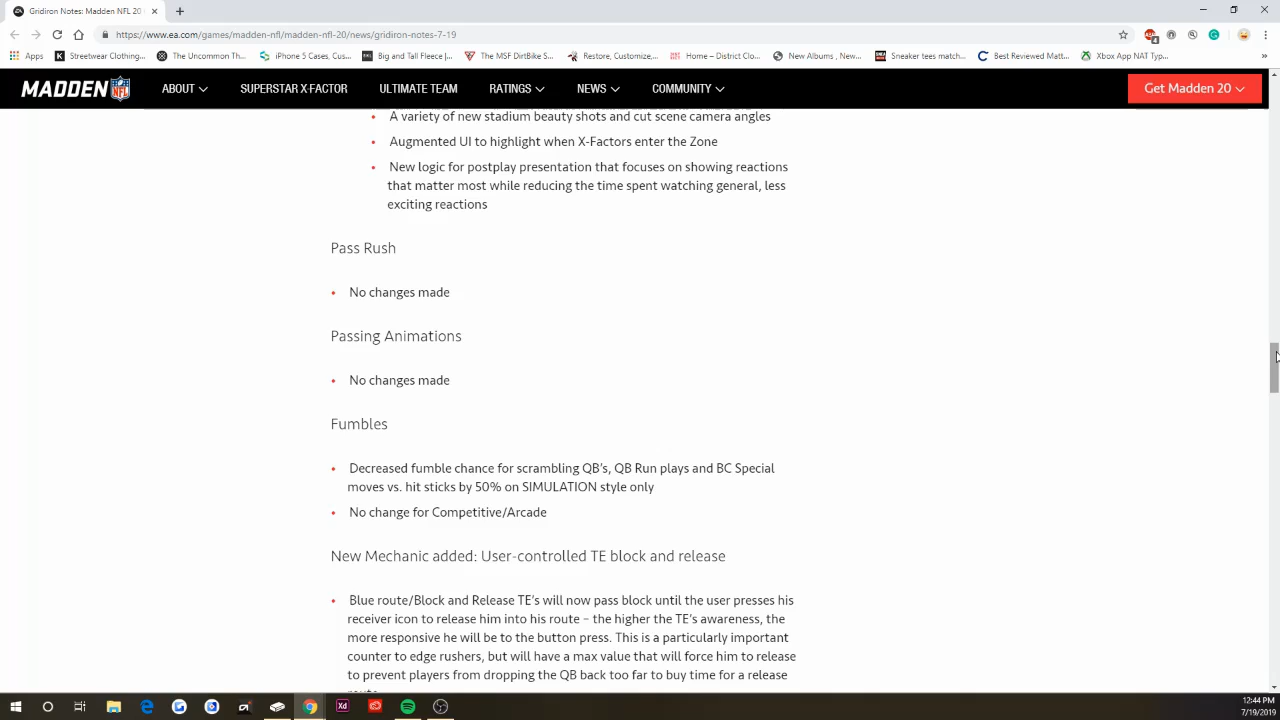 Gridiron Notes: Madden NFL 20
https://www.ea.com/games/madden-nfl/madden-nfl-20/news/gridiron-notes-7-19
4
Apps
Streetwear Clothing...
The Uncommon Th...
iPhone 5 Cases, Cus...
Big and Tall Fleece |...
The MSF DirtBike S...
Restore, Customize,...
Home – District Clo...
New Albums , New...
Sneaker tees match...
Best Reviewed Matt...
Xbox App NAT Typ...
MADDEN NFL
ABOUT
SUPERSTAR X-FACTOR
ULTIMATE TEAM
RATINGS
NEWS
COMMUNITY
Get Madden 20
A variety of new stadium beauty shots and cut scene camera angles
Augmented UI to highlight when X-Factors enter the Zone
New logic for postplay presentation that focuses on showing reactions
that matter most while reducing the time spent watching general, less
exciting reactions
Pass Rush
No changes made
Passing Animations
No changes made
Fumbles
Decreased fumble chance for scrambling QB's, QB Run plays and BC Special
moves vs. hit sticks by 50% on SIMULATION style only
No change for Competitive/Arcade
New Mechanic added: User-controlled TE block and release
Blue route/Block and Release TE's will now pass block until the user presses his
receiver icon to release him into his route – the higher the TE's awareness, the
more responsive he will be to the button press. This is a particularly important
counter to edge rushers, but will have a max value that will force him to release
to prevent players from dropping the QB back too far to buy time for a release
12:44 PM
7/19/2019